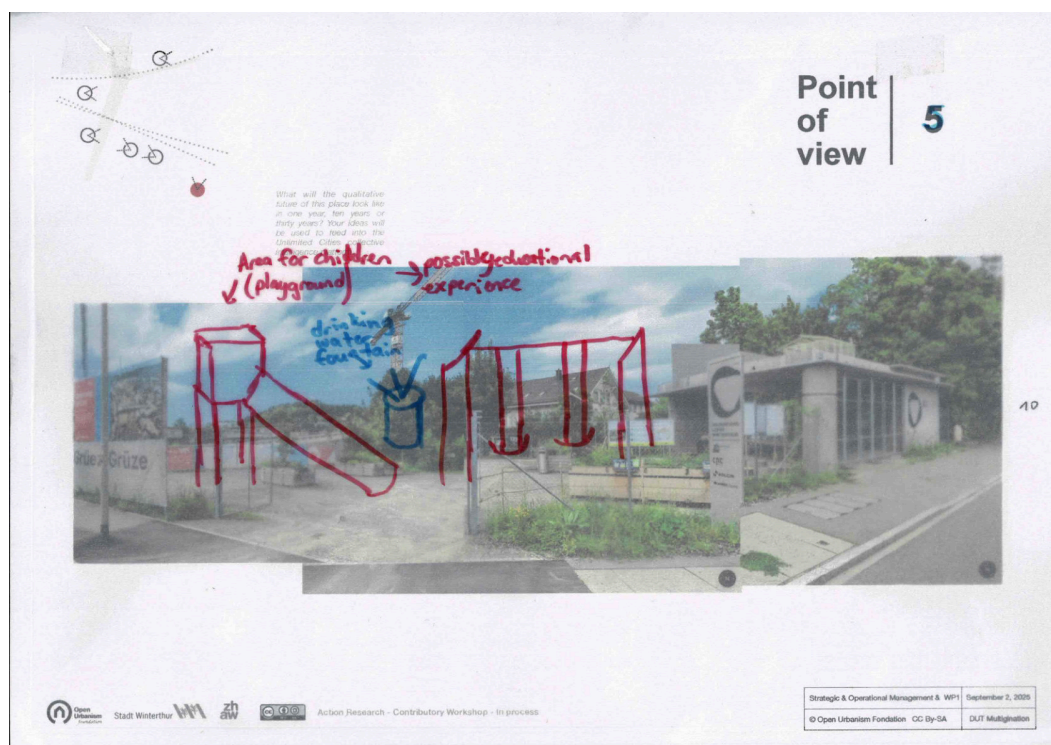 Point
of
view
5
What will the qualitative
future of this place look like
in one year, ten years or
thirty years? Your ideas will
be used to feed into the
Unlimited Cities collective
Area for children
(playground)
possibly educational
experience
drinking
water
fountain
Grüze
10
Open
Urbanism
Foundation
Stadt Winterthur
zh
aw
cc
Action Research - Contributory Workshop - In process
Strategic & Operational Management & WP1
September 2, 2025
© Open Urbanism Fondation CC By-SA
DUT Multigination